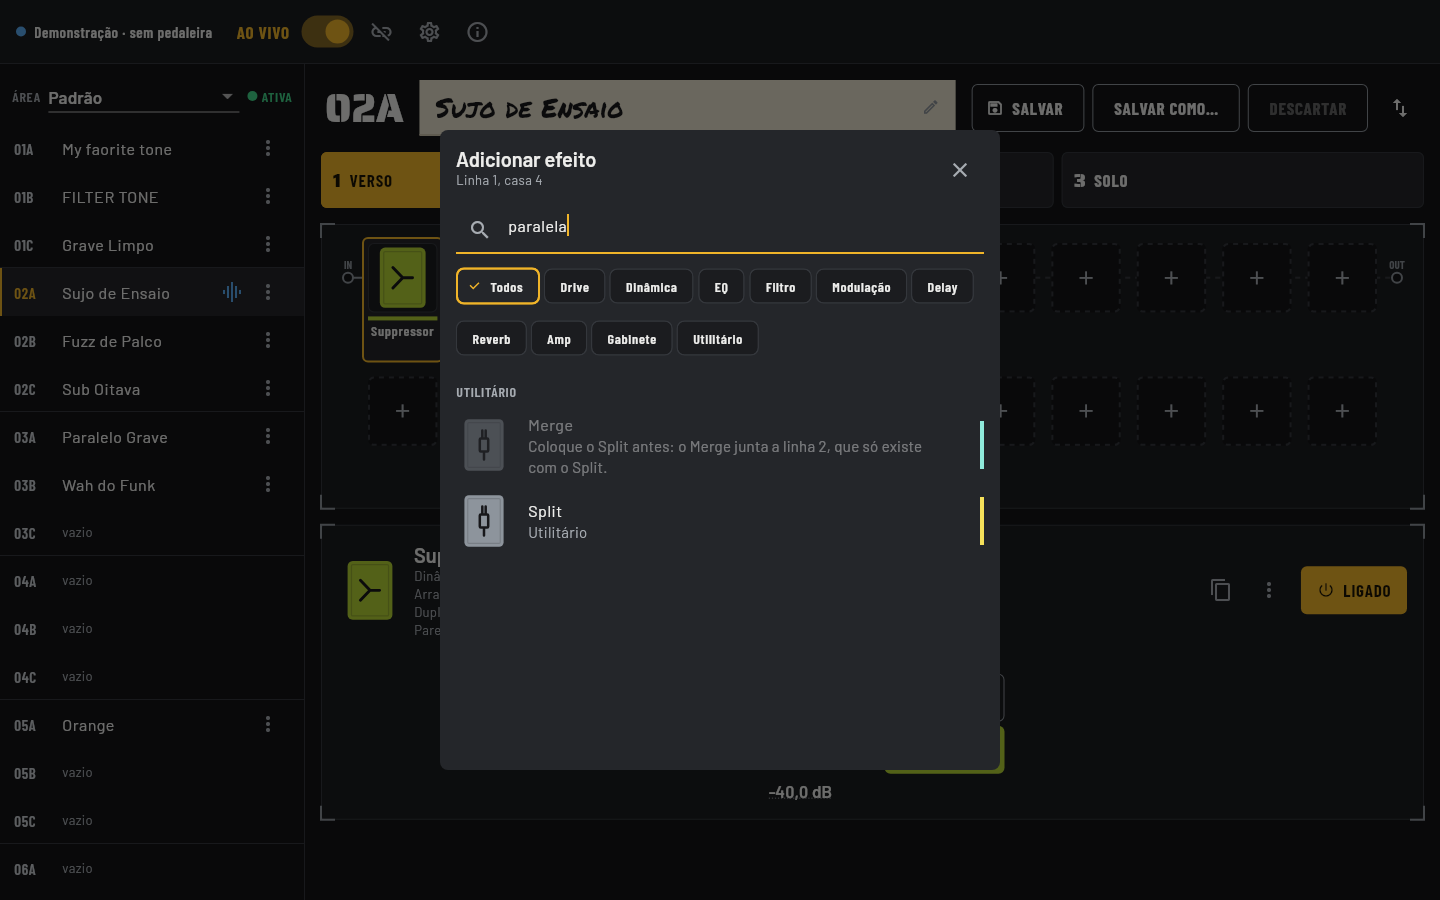 Demonstração · sem pedaleira
AO VIVO
ÁREA Padrão ATIVA
01A My faorite tone
01B FILTER TONE
01C Grave Limpo
02A Sujo de Ensaio
02B Fuzz de Palco
02C Sub Oitava
03A Paralelo Grave
03B Wah do Funk
03C vazio
04A vazio
04B vazio
04C vazio
05A Orange
05B vazio
05C vazio
06A vazio
02A
Sujo de Ensaio
SALVAR
SALVAR COMO...
DESCARTAR
1 VERSO
3 SOLO
IN
Suppressor
OUT
Adicionar efeito
Linha 1, casa 4
paralela
Todos
Drive
Dinâmica
EQ
Filtro
Modulação
Delay
Reverb
Amp
Gabinete
Utilitário
UTILITÁRIO
Merge
Coloque o Split antes: o Merge junta a linha 2, que só existe
com o Split.
Split
Utilitário
Sup
Dinâ
Arra
Dupl
Pare
LIGADO
-40,0 dB